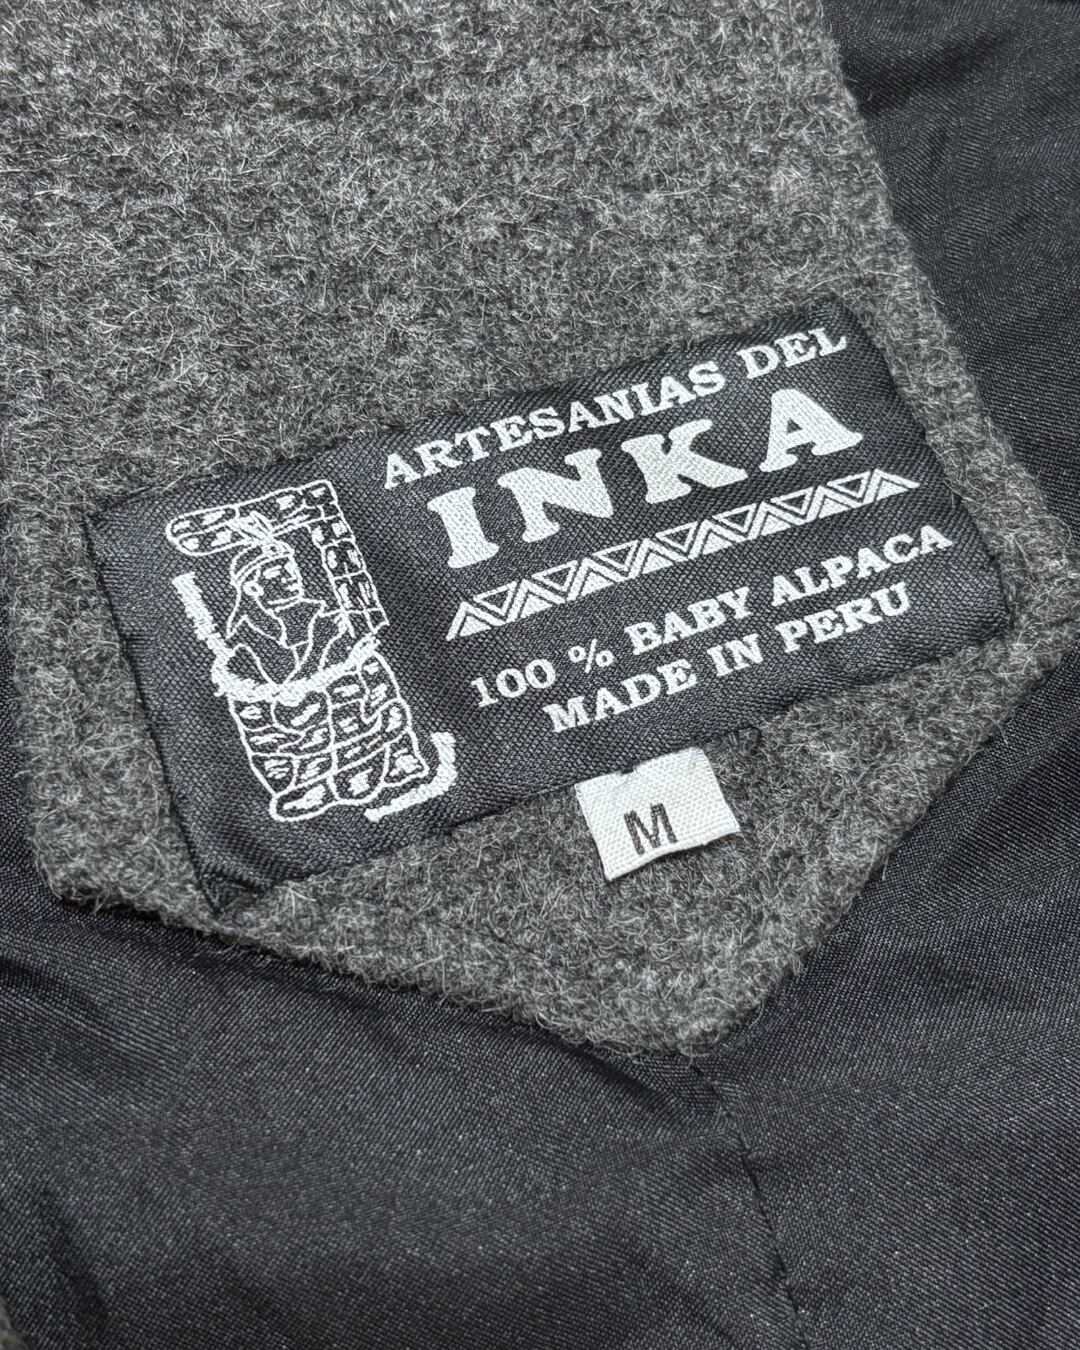 ARTESANIAS DEL
INKA
100 % BABY ALPACA
MADE IN PERU
M